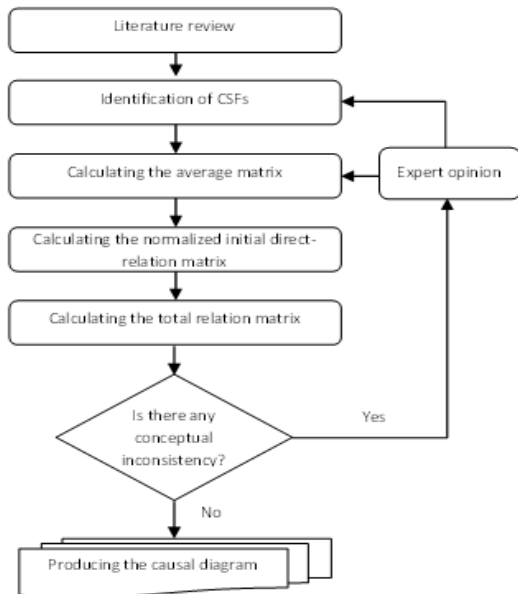 Literature review
Identification of CSFs
Calculating the average matrix
Expert opinion
Calculating the normalized initial direct-
relation matrix
Calculating the total relation matrix
Is there any
conceptual
inconsistency?
Yes
No
Producing the causal diagram